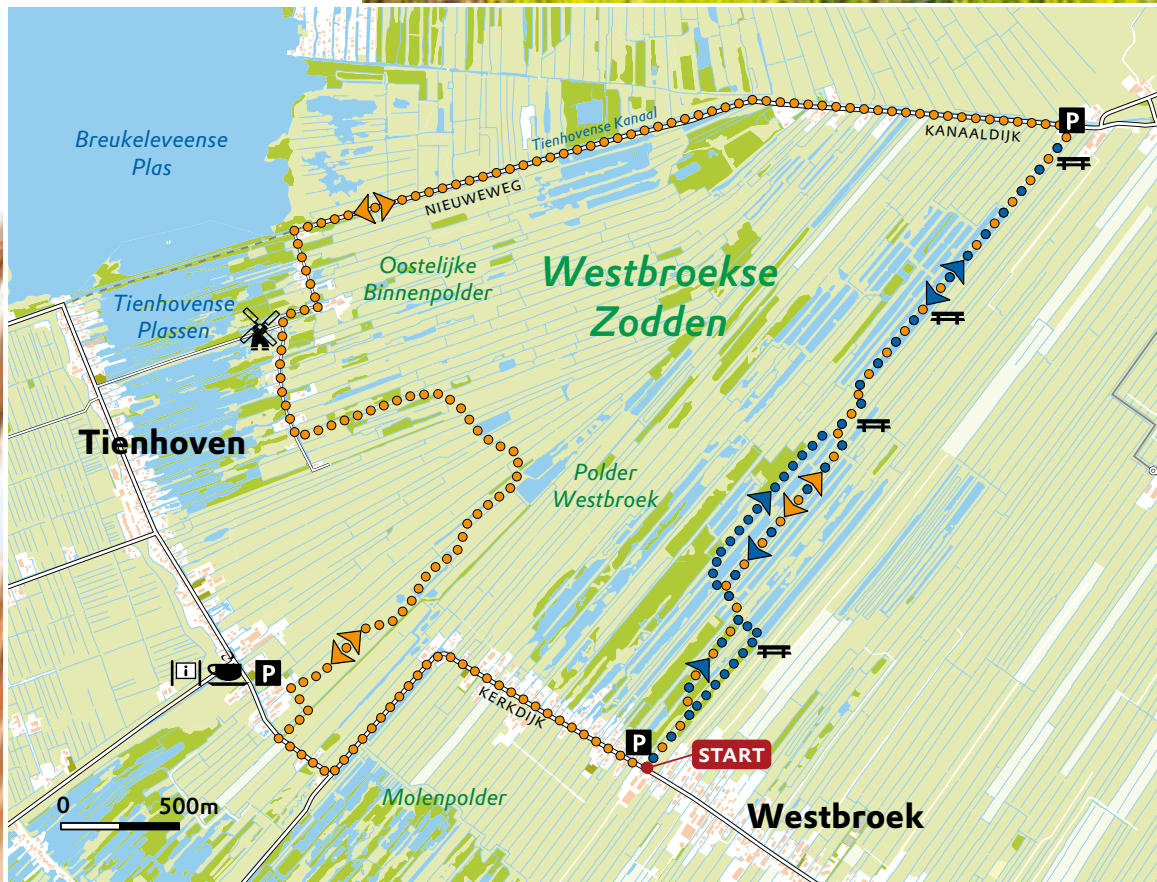 Breukeleveense
Plas
Tienhovense Kanaal
KANAALDIJK
P
NIEUWEWEG
Oostelijke
Binnenpolder
Westbroekse
Zodden
Tienhovense
Plassen
Tienhoven
Polder
Westbroek
i
P
KERKDIJK
P
START
0 500m
Molenpolder
Westbroek